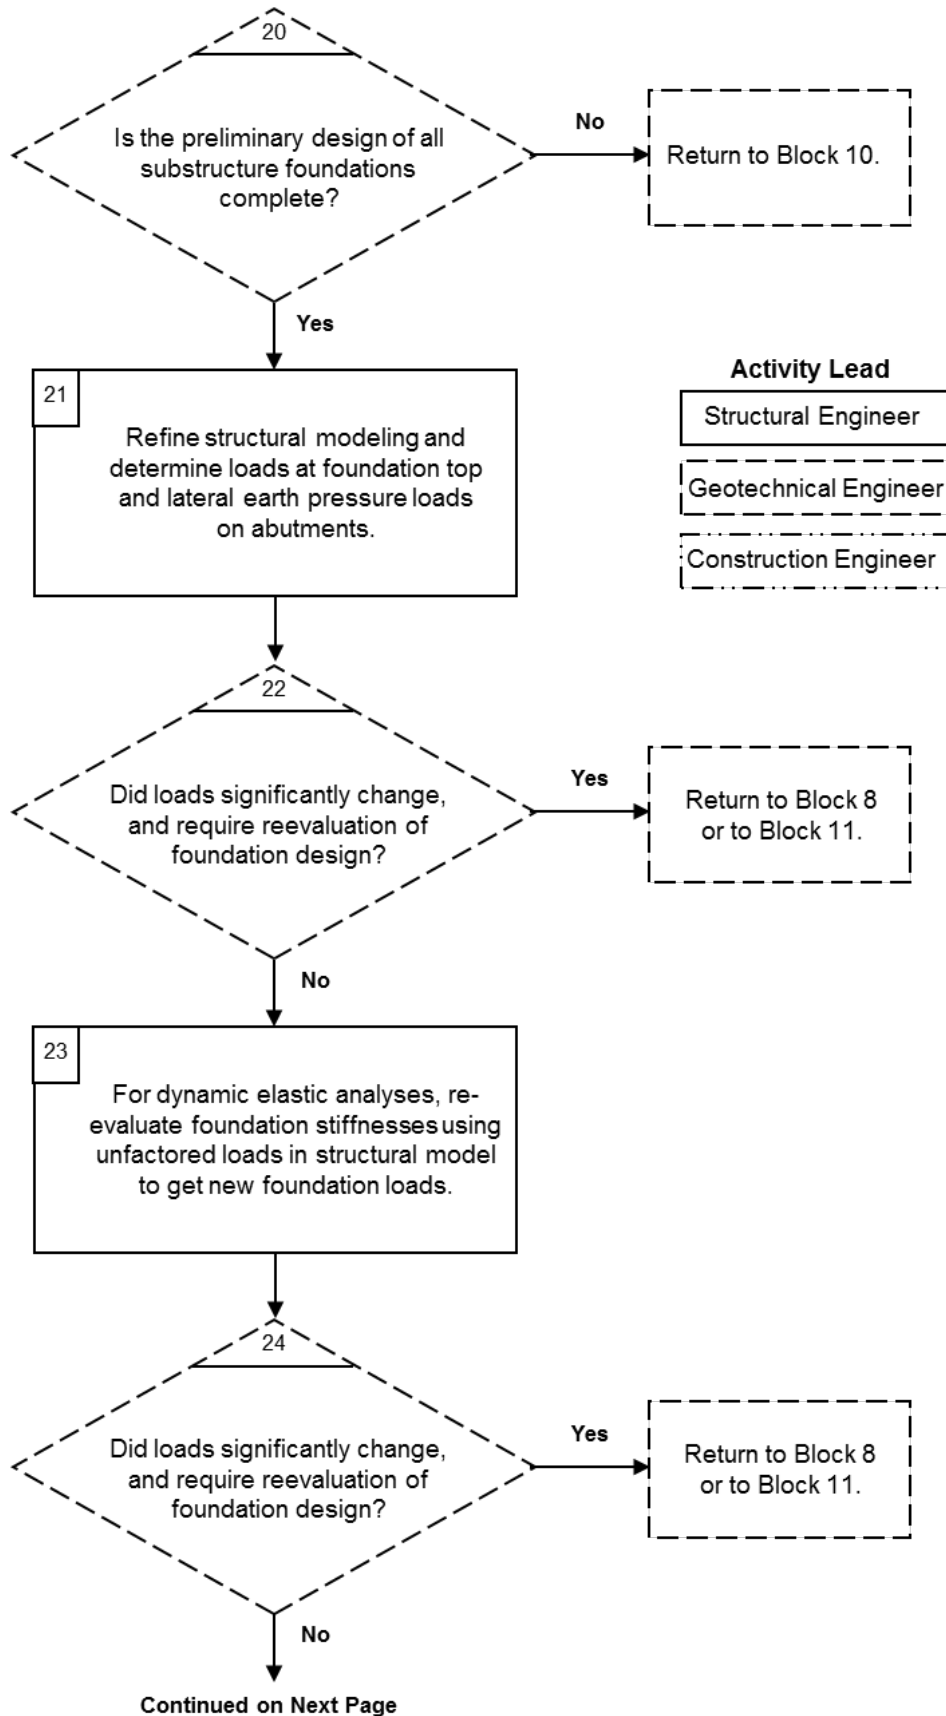 20
Is the preliminary design of all
substructure foundations
complete?
No
Return to Block 10.
Yes
Activity Lead
Structural Engineer
Geotechnical Engineer
Construction Engineer
21
Refine structural modeling and
determine loads at foundation top
and lateral earth pressure loads
on abutments.
22
Did loads significantly change,
and require reevaluation of
foundation design?
Yes
Return to Block 8
or to Block 11.
No
23
For dynamic elastic analyses, re-
evaluate foundation stiffnesses using
unfactored loads in structural model
to get new foundation loads.
24
Did loads significantly change,
and require reevaluation of
foundation design?
Yes
Return to Block 8
or to Block 11.
No
Continued on Next Page